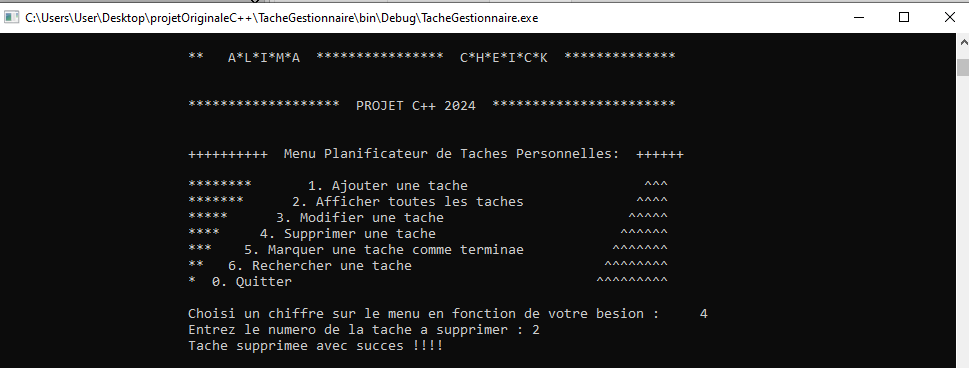 C:\Users\User\Desktop\projetOriginaleC++\TacheGestionnaire\bin\Debug\TacheGestionnaire.exe
** A*L*I*M*A **************** C*H*E*I*C*K **************
******************* PROJET C++ 2024 ***********************
++++++++++ Menu Planificateur de Taches Personnelles: ++++++
******** 1. Ajouter une tache ^^^
******* 2. Afficher toutes les taches ^^^^
***** 3. Modifier une tache ^^^^^
**** 4. Supprimer une tache ^^^^^^
*** 5. Marquer une tache comme terminae ^^^^^^^
** 6. Rechercher une tache ^^^^^^^^
* 0. Quitter ^^^^^^^^^
Choisi un chiffre sur le menu en fonction de votre besion : 4
Entrez le numero de la tache a supprimer : 2
Tache supprimee avec succes !!!!